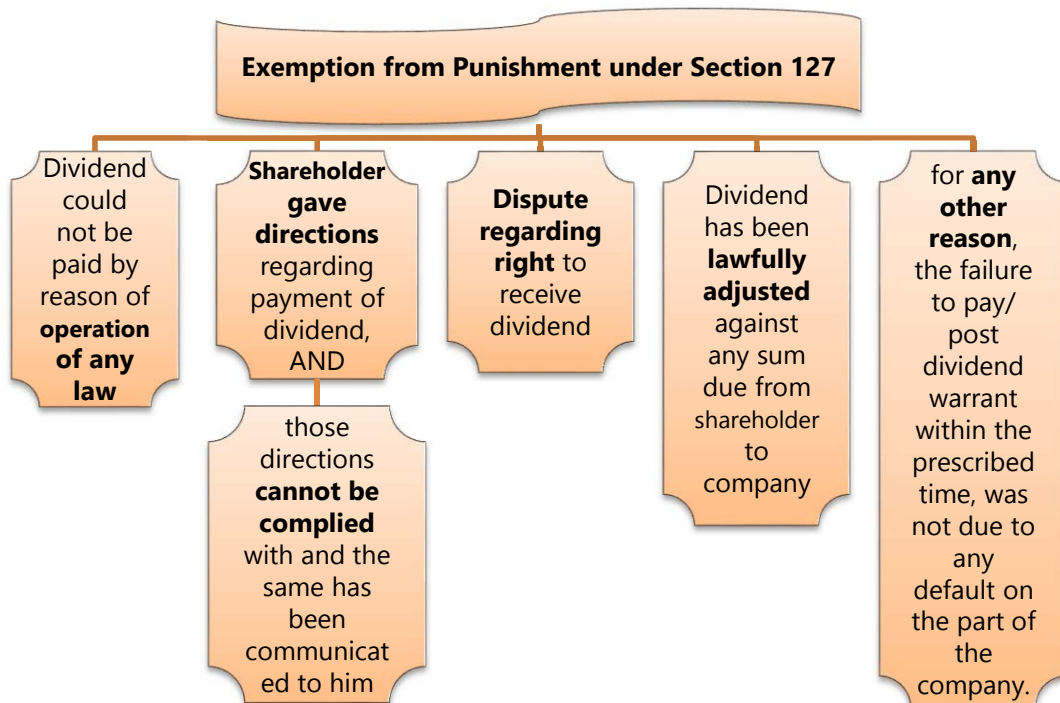 Exemption from Punishment under Section 127
Dividend
could
not be
paid by
reason of
operation
of any
law
Shareholder
gave
directions
regarding
payment of
dividend,
AND
those
directions
cannot be
complied
with and the
same has
been
communicat
ed to him
Dispute
regarding
right to
receive
dividend
Dividend
has been
lawfully
adjusted
against
any sum
due from
shareholder
to
company
for any
other
reason,
the failure
to pay/
post
dividend
warrant
within the
prescribed
time, was
not due to
any
default on
the part of
the
company.